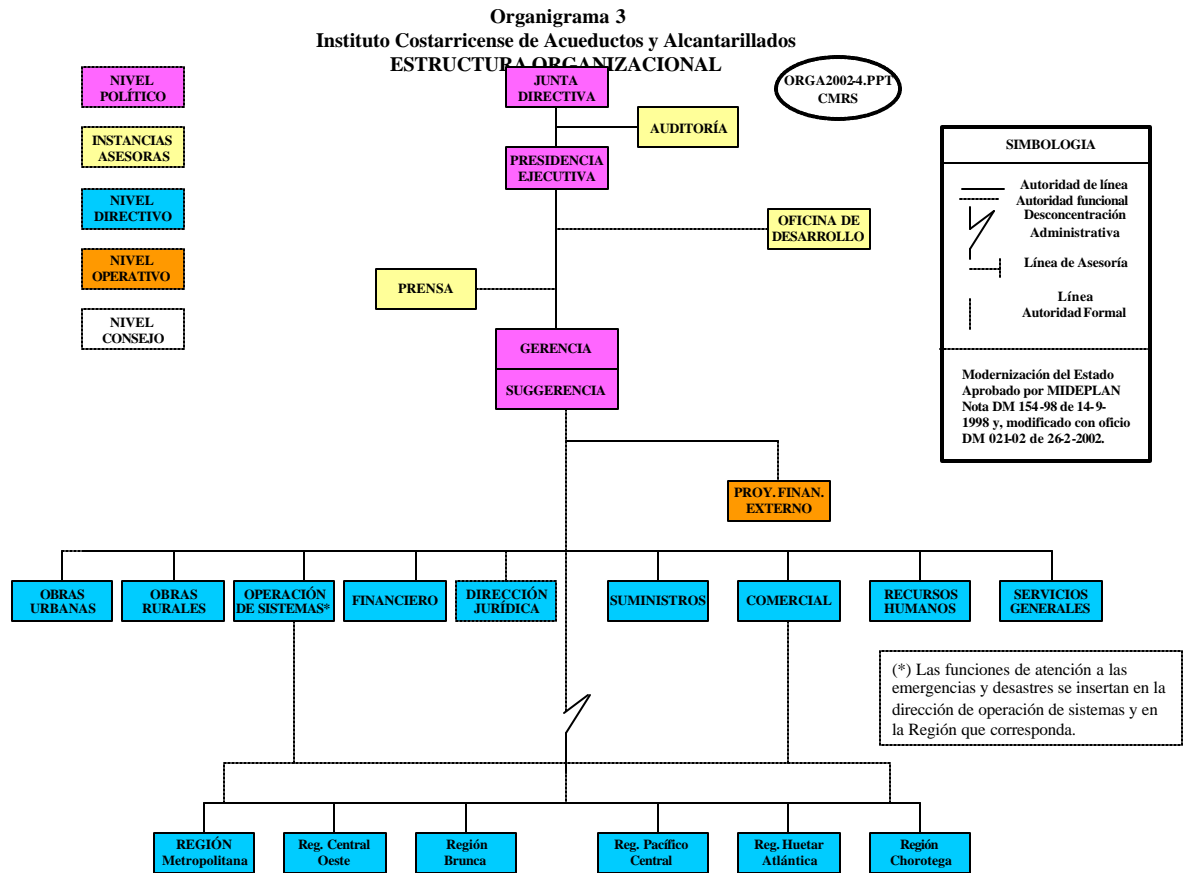 Organigrama 3
Instituto Costarricense de Acueductos y Alcantarillados
ESTRUCTURA ORGANIZACIONAL
NIVEL
POLÍTICO
INSTANCIAS
ASESORAS
NIVEL
DIRECTIVO
NIVEL
OPERATIVO
NIVEL
CONSEJO
JUNTA
DIRECTIVA
ORGA2002-4.PPT
CMRS
AUDITORÍA
PRESIDENCIA
EJECUTIVA
OFICINA DE
DESARROLLO
PRENSA
GERENCIA
SUGGERENCIA
SIMBOLOGIA
Autoridad de línea
Autoridad funcional
Desconcentración
Administrativa
Línea de Asesoría
Línea
Autoridad Formal
Modernización del Estado
Aprobado por MIDEPLAN
Nota DM 154-98 de 14-9-
1998 y, modificado con oficio
DM 021-02 de 26-2-2002.
PROY. FINAN.
EXTERNO
OBRAS
URBANAS
OBRAS
RURALES
OPERACIÓN
DE SISTEMAS*
FINANCIERO
DIRECCIÓN
JURÍDICA
SUMINISTROS
COMERCIAL
RECURSOS
HUMANOS
SERVICIOS
GENERALES
(*) Las funciones de atención a las
emergencias y desastres se insertan en la
dirección de operación de sistemas y en
la Región que corresponda.
REGIÓN
Metropolitana
Reg. Central
Oeste
Región
Brunca
Reg. Pacífico
Central
Reg. Huetar
Atlántica
Región
Chorotega